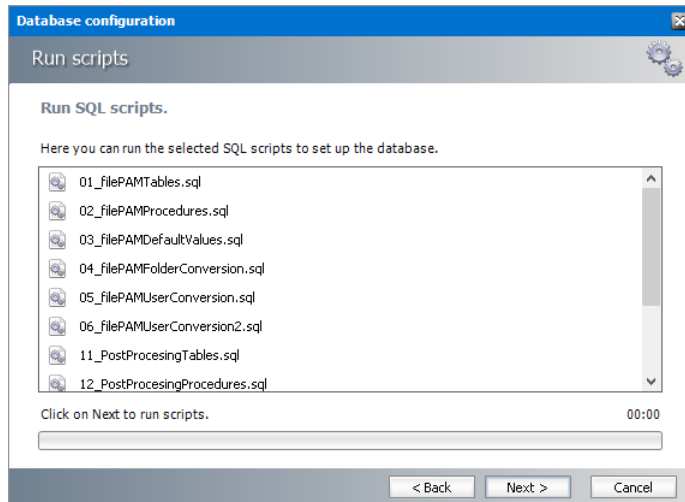 Database configuration
Run scripts
Run SQL scripts.
Here you can run the selected SQL scripts to set up the database.
01_filePAMTables.sql
02_filePAMProcedures.sql
03_filePAMDefaultValues.sql
04_filePAMFolderConversion.sql
05_filePAMUserConversion.sql
06_filePAMUserConversion2.sql
11_PostProcesingTables.sql
12_PostProcesingProcedures.sql
Click on Next to run scripts. 00:00
< Back Next > Cancel